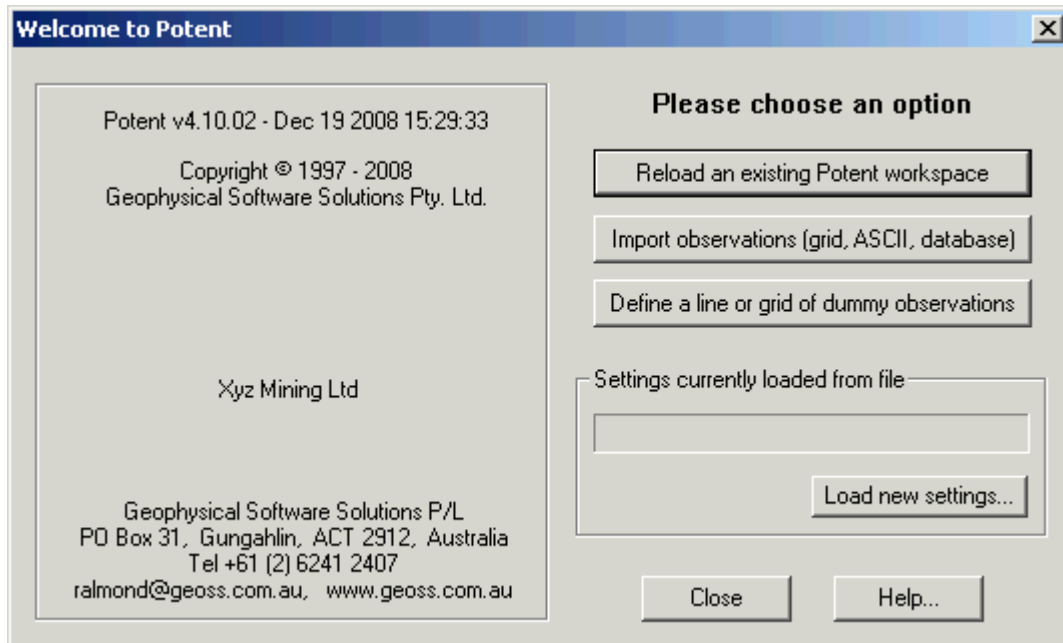 Welcome to Potent
Potent v4.10.02 - Dec 19 2008 15:29:33
Copyright © 1997 - 2008
Geophysical Software Solutions Pty. Ltd.
Xyz Mining Ltd
Geophysical Software Solutions P/L
PO Box 31, Gungahlin, ACT 2912, Australia
Tel +61 (2) 6241 2407
ralmond@geoss.com.au, www.geoss.com.au
Please choose an option
Reload an existing Potent workspace
Import observations (grid, ASCII, database)
Define a line or grid of dummy observations
Settings currently loaded from file
Load new settings...
Close
Help...